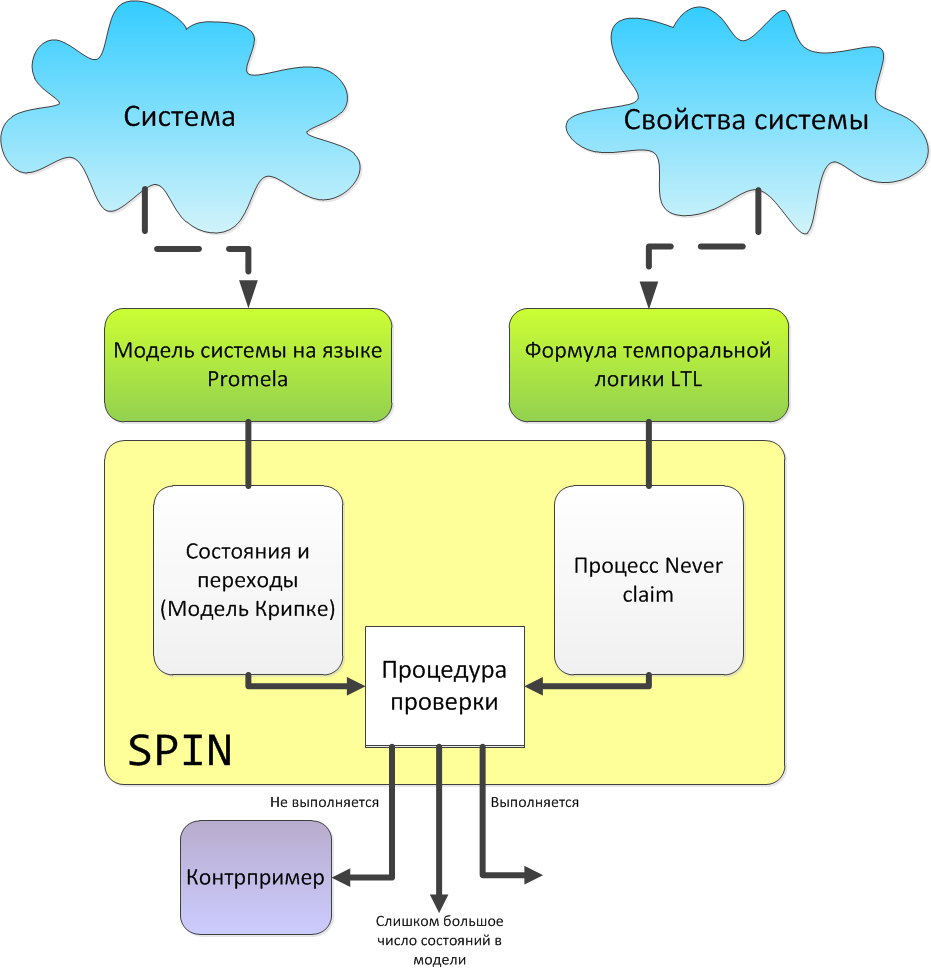 Система
Свойства системы
Модель системы на языке
Promela
Формула темпоральной
логики LTL
Состояния и
переходы
(Модель Крипке)
Процесс Never
claim
Процедура
проверки
SPIN
Не выполняется
Выполняется
Контрпример
Слишком большое
число состояний в
модели